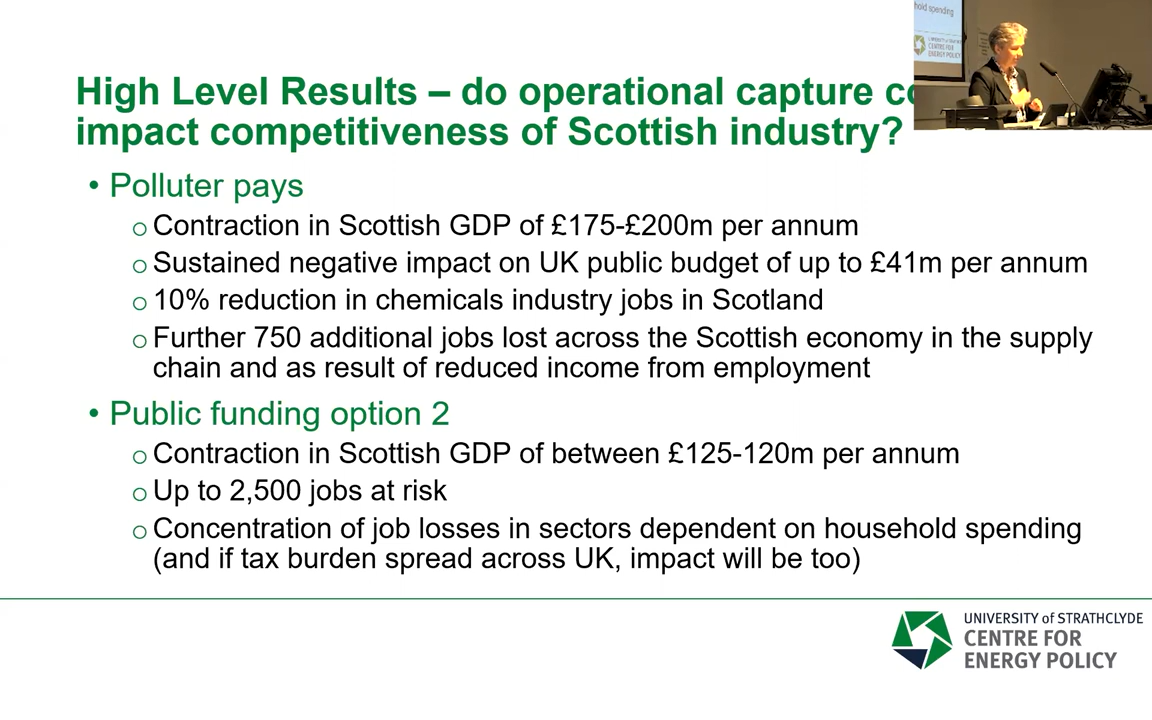 High Level Results – do operational capture
impact competitiveness of Scottish industry?
• Polluter pays
o Contraction in Scottish GDP of £175-£200m per annum
o Sustained negative impact on UK public budget of up to £41m per annum
o 10% reduction in chemicals industry jobs in Scotland
o Further 750 additional jobs lost across the Scottish economy in the supply
chain and as result of reduced income from employment
• Public funding option 2
o Contraction in Scottish GDP of between £125-120m per annum
o Up to 2,500 jobs at risk
o Concentration of job losses in sectors dependent on household spending
(and if tax burden spread across UK, impact will be too)
UNIVERSITY of STRATHCLYDE
CENTRE FOR
ENERGY POLICY
spending
CENTRE FOR
ENERGY POLICY